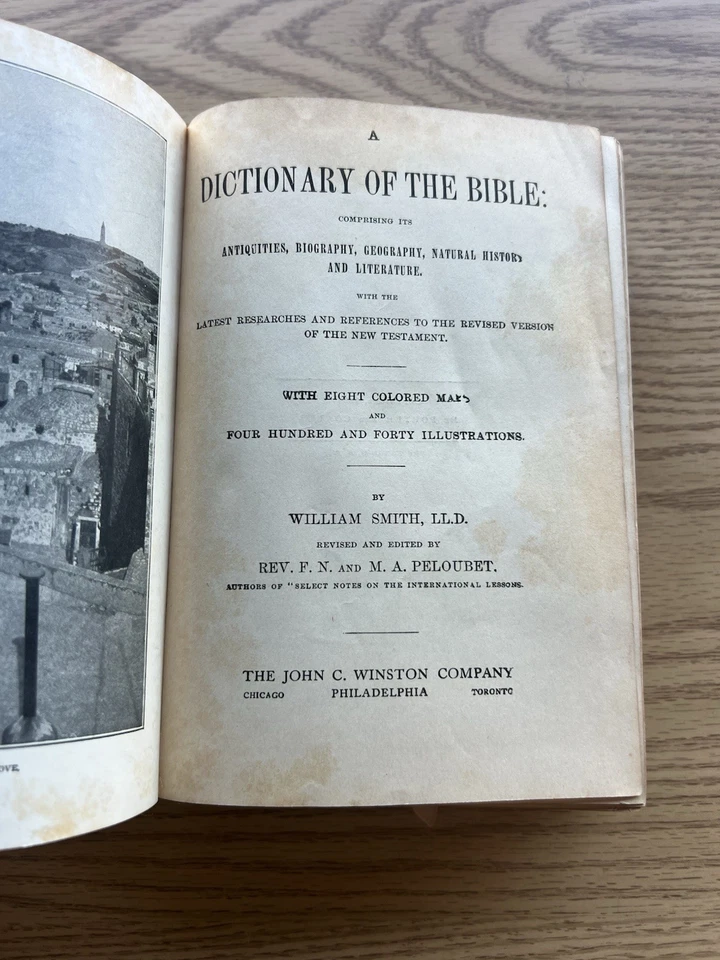 A
DICTIONARY OF THE BIBLE:
COMPRISING ITS
ANTIQUITIES, BIOGRAPHY, GEOGRAPHY, NATURAL HISTORY
AND LITERATURE.
WITH THE
LATEST RESEARCHES AND REFERENCES TO THE REVISED VERSION
OF THE NEW TESTAMENT.
WITH EIGHT COLORED MAPS
AND
FOUR HUNDRED AND FORTY ILLUSTRATIONS.
BY
WILLIAM SMITH, LL.D.
REVISED AND EDITED BY
REV. F. N. AND M. A. PELOUBET.
AUTHORS OF "SELECT NOTES ON THE INTERNATIONAL LESSONS.
THE JOHN C. WINSTON COMPANY
CHICAGO PHILADELPHIA TORONTO